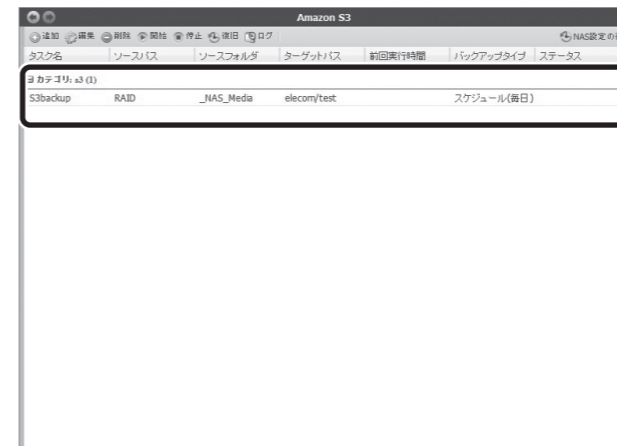 Amazon S3
追加 編集 削除 開始 停止 復旧 ログ NAS設定の
タスク名 ソースパス ソースフォルダ ターゲットパス 前回実行時間 バックアップタイプ ステータス
カテゴリ: s3 (1)
S3backup RAID _NAS_Media elecom/test スケジュール(毎日)